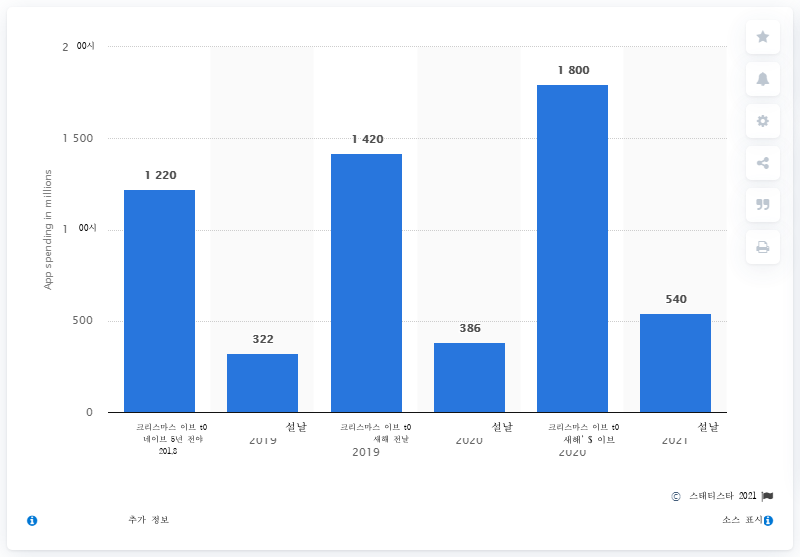 2 00시
1 800
1 500
1 420
1 220
1 00시
App spending in millions
540
500
386
322
0
크리스마스 이브 t0
네이브 5년 전야
2018
설날
2019
크리스마스 이브 t0
새해 전날
2019
설날
2020
크리스마스 이브 t0
새해' S 이브
2020
설날
2021
© 스태티스타 2021
추가 정보
소스 표시